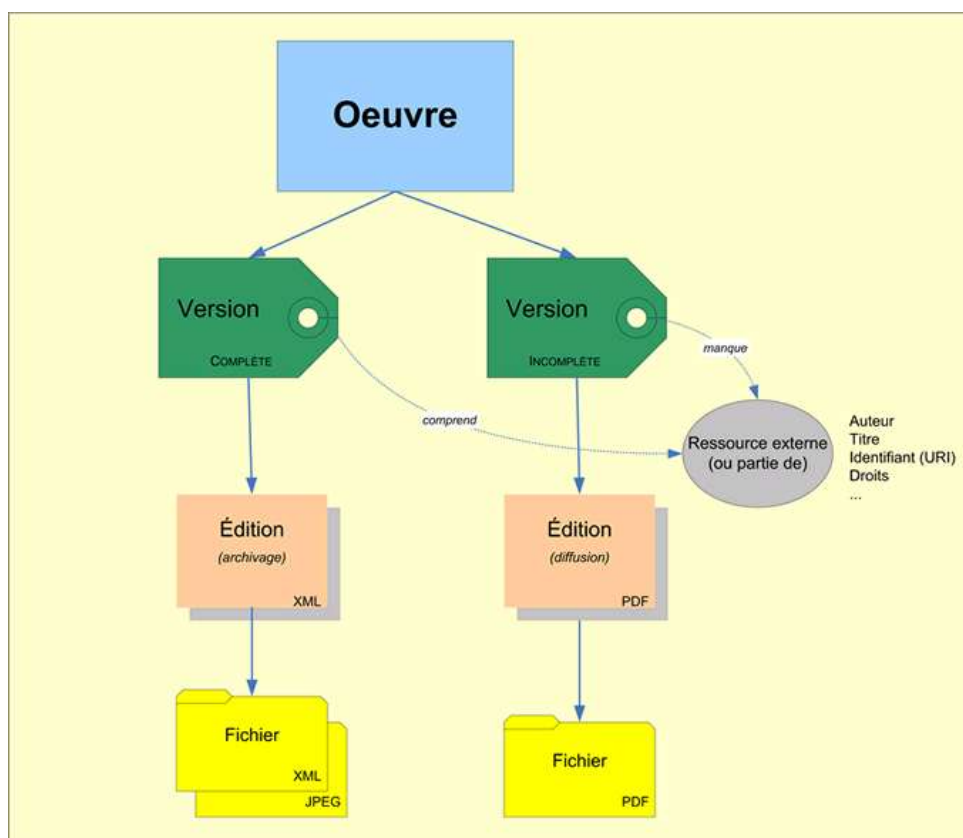 Oeuvre
Version
COMPLÈTE
Version
INCOMPLÈTE
manque
comprend
Ressource externe
(ou partie de)
Auteur
Titre
Identifiant (URI)
Droits
...
Édition
(archivage)
XML
Édition
(diffusion)
PDF
Fichier
XML
JPEG
Fichier
PDF